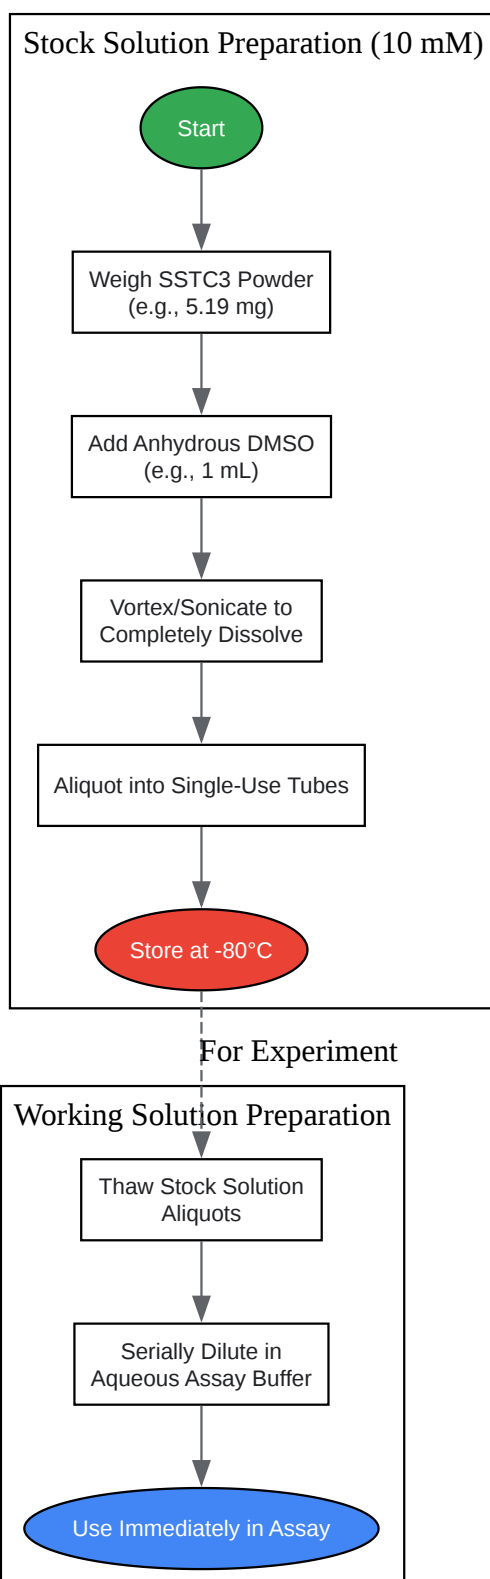 Stock Solution Preparation (10 mM)
Start
Weigh SSTC3 Powder
(e.g., 5.19 mg)
Add Anhydrous DMSO
(e.g., 1 mL)
Vortex/Sonicate to
Completely Dissolve
Aliquot into Single-Use Tubes
Store at -80°C
For Experiment
Working Solution Preparation
Thaw Stock Solution
Aliquots
Serially Dilute in
Aqueous Assay Buffer
Use Immediately in Assay